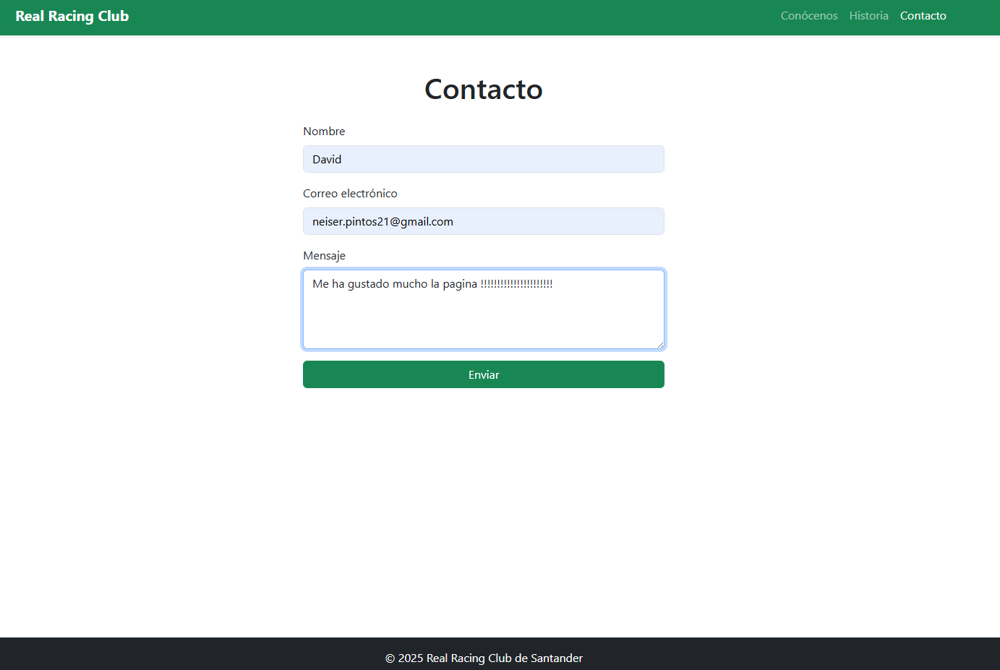 Real Racing Club
Conócenos Historia Contacto
Contacto
Nombre
David
Correo electrónico
neiser.pintos21@gmail.com
Mensaje
Me ha gustado mucho la pagina !!!!!!!!!!!!!!!!!!!!!!
Enviar
© 2025 Real Racing Club de Santander